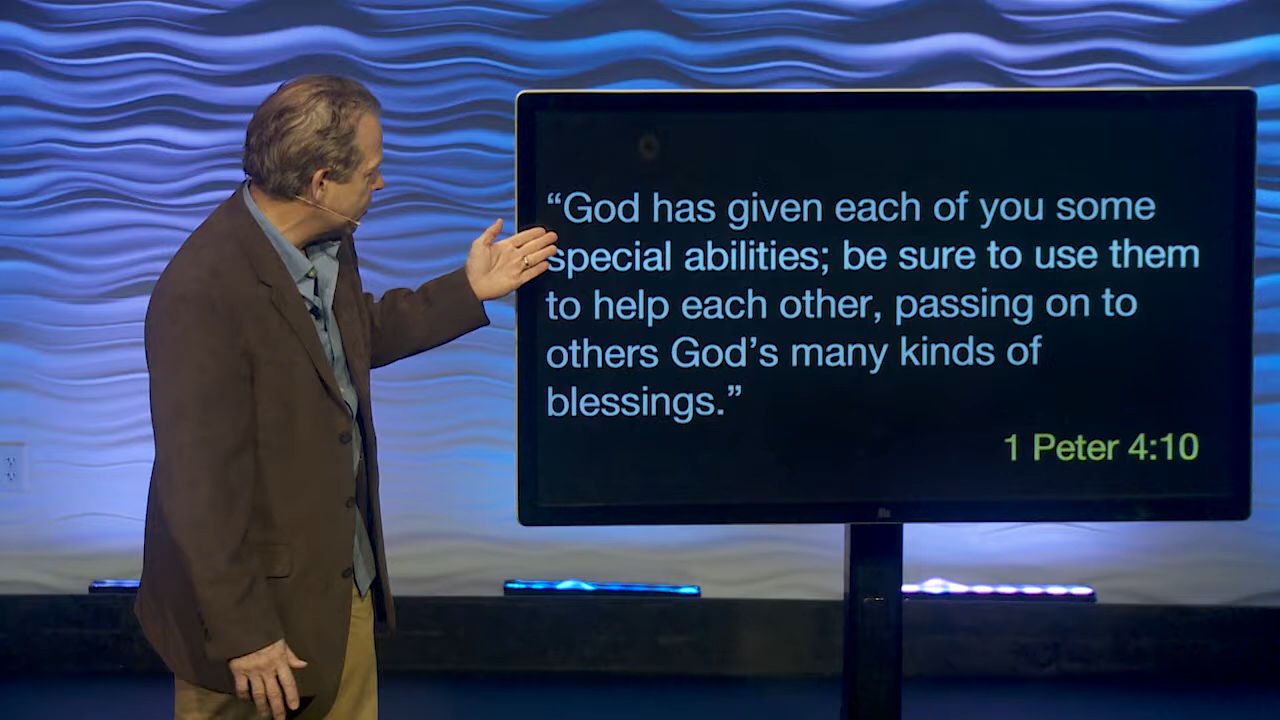 “God has given each of you some
special abilities; be sure to use them
to help each other, passing on to
others God’s many kinds of
blessings.”
1 Peter 4:10